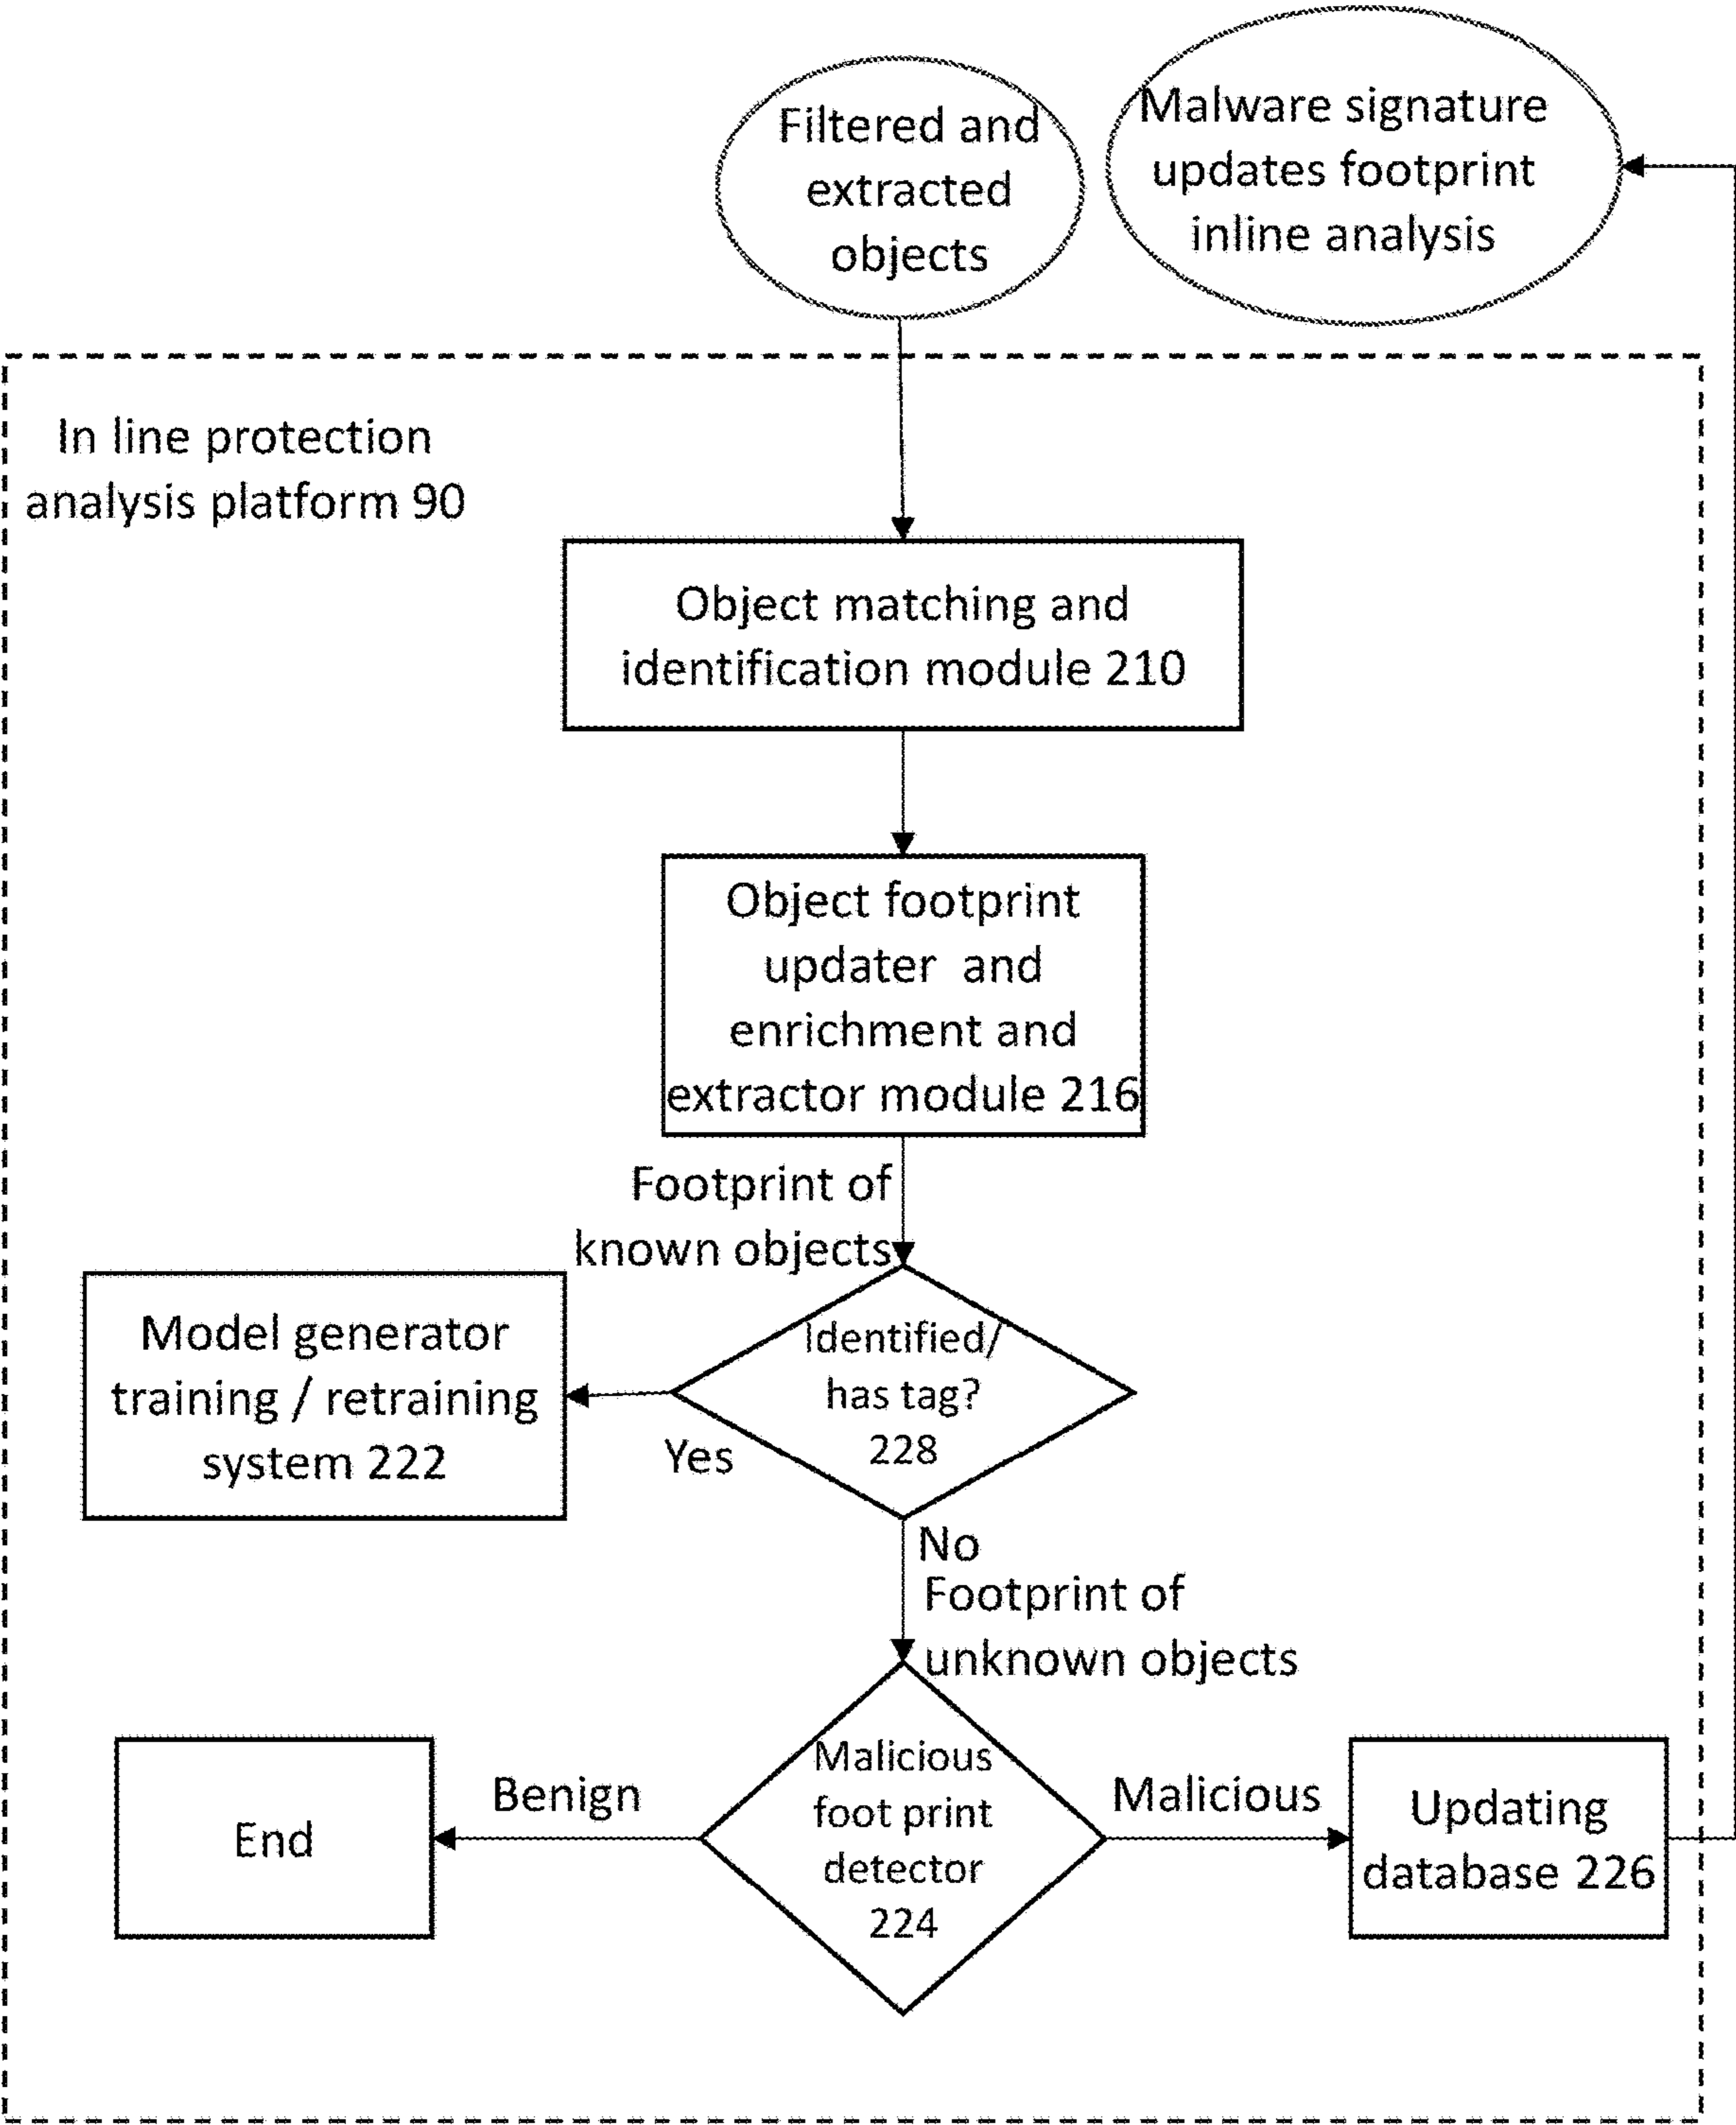 Filtered and
extracted
objects
Malware signature
updates footprint
inline analysis
In line protection
analysis platform 90
Object matching and
identification module 210
Object footprint
updater and
enrichment and
extractor module 216
Footprint of
known objects
Identified/
has tag?
228
Model generator
training / retraining
system 222
Yes
No
Footprint of
unknown objects
Malicious
foot print
detector
224
Benign
End
Malicious
Updating
database 226